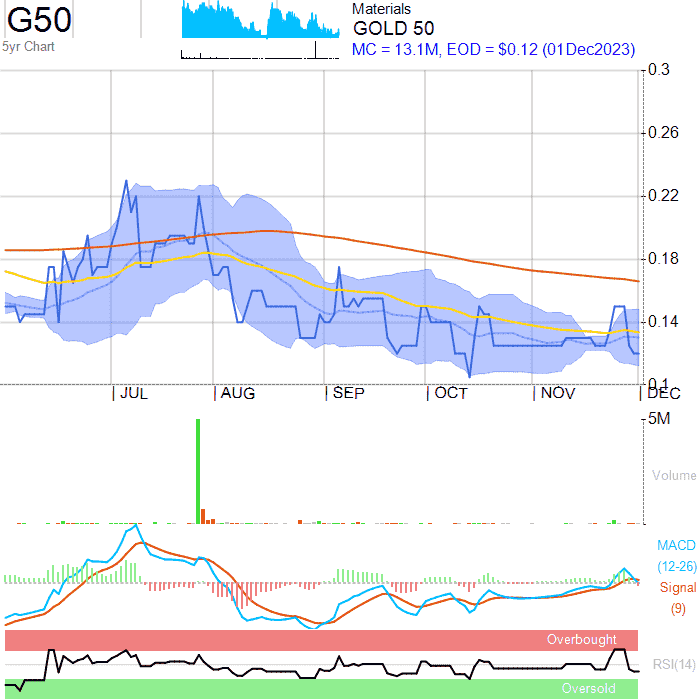 G50
5yr Chart
Materials
GOLD 50
MC = 13.1M, EOD = $0.12 (01Dec2023)
0.3
0.26
0.22
0.18
0.14
0.1
JUL AUG SEP OCT NOV DEC
5M
Volume
MACD
(12-26)
Signal
(9)
Overbought
RSI(14)
Oversold